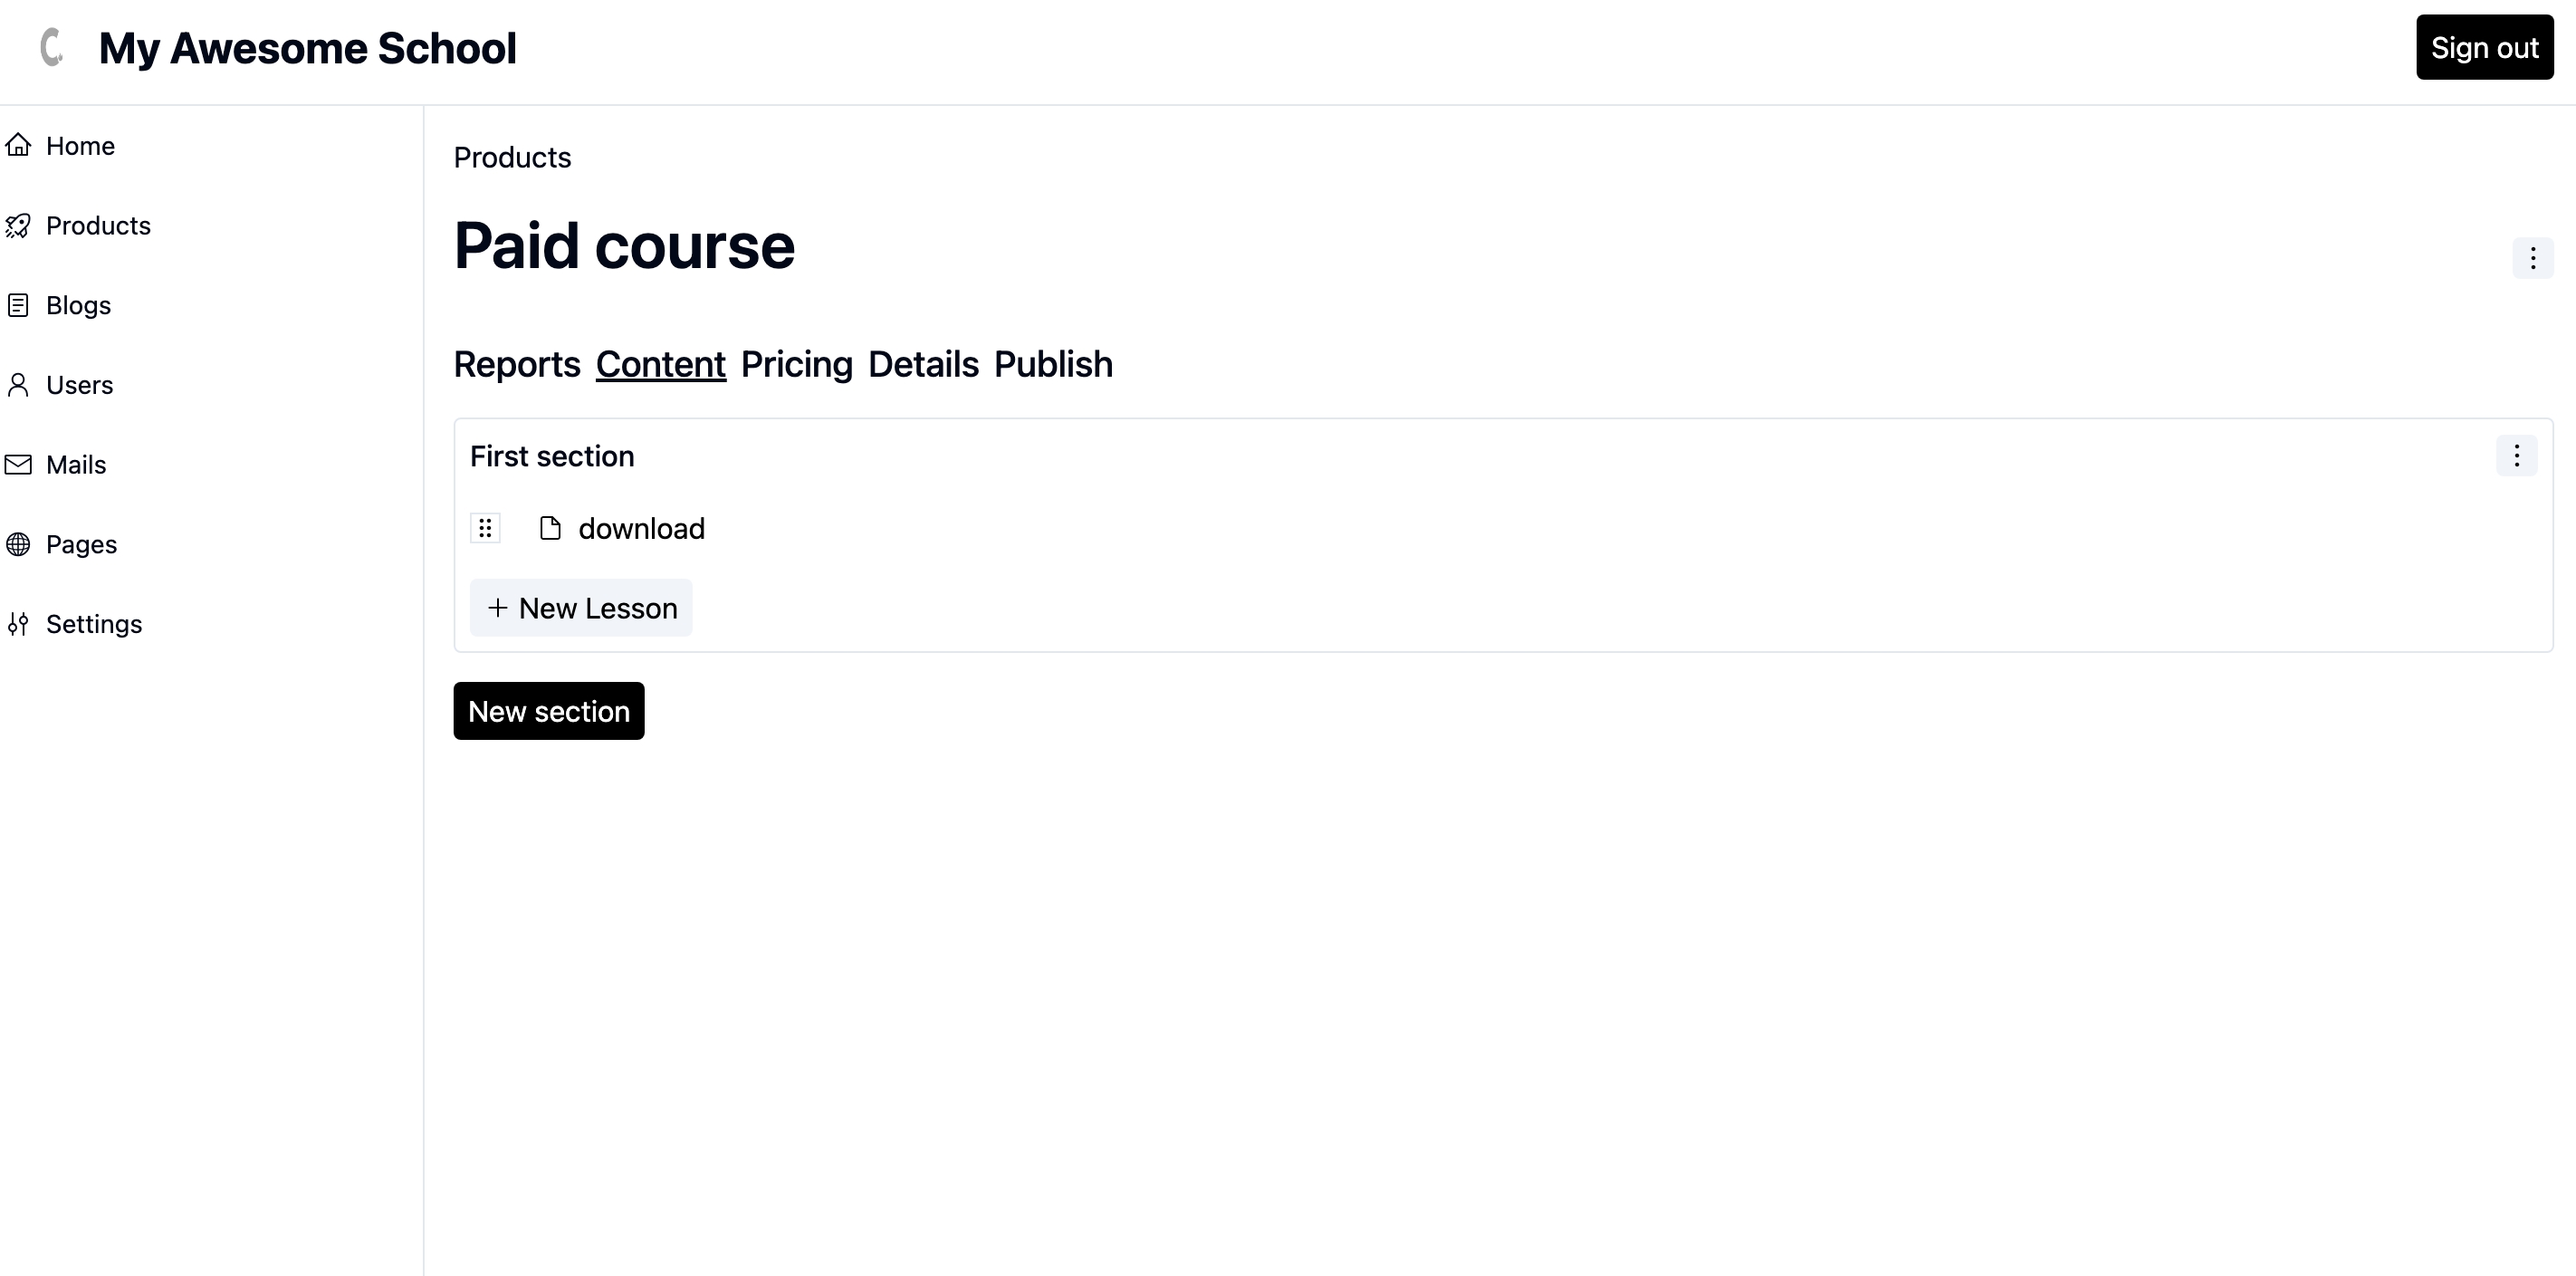 My Awesome School
Sign out
Home
Products
Blogs
Users
Mails
Pages
Settings
Products
Paid course
Reports Content Pricing Details Publish
First section
download
New Lesson
New section